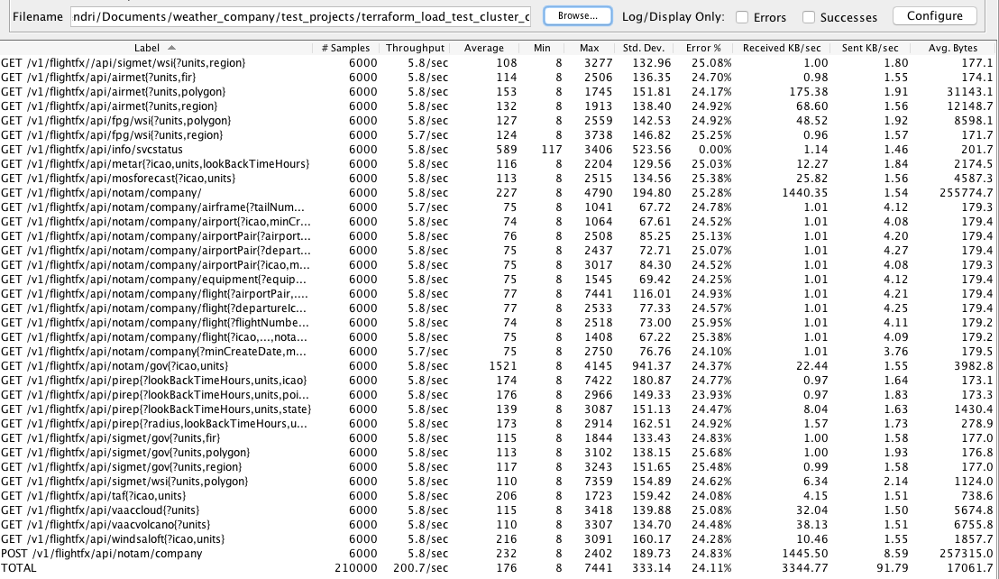 Filename ndri/Documents/weather_company/test_projects/terraform_load_test_cluster_c Browse... Log/Display Only: Errors Successes Configure
Label # Samples Throughput Average Min Max Std. Dev. Error % Received KB/sec Sent KB/sec Avg. Bytes
GET /v1/flightfx//api/sigmet/wsi{?units,region} 6000 5.8/sec 108 8 3277 132.96 25.08% 1.00 1.80 177.1
GET /v1/flightfx/api/airmet{?units,fir} 6000 5.8/sec 114 8 2506 136.35 24.70% 0.98 1.55 174.1
GET /v1/flightfx/api/airmet{?units,polygon} 6000 5.8/sec 153 8 1745 151.81 24.17% 175.38 1.91 31143.1
GET /v1/flightfx/api/airmet{?units,region} 6000 5.8/sec 132 8 1913 138.40 24.92% 68.60 1.56 12148.7
GET /v1/flightfx/api/fpg/wsi{?units,polygon} 6000 5.8/sec 127 8 2559 142.53 24.92% 48.52 1.92 8598.1
GET /v1/flightfx/api/fpg/wsi{?units,region} 6000 5.7/sec 124 8 3738 146.82 25.25% 0.96 1.57 171.7
GET /v1/flightfx/api/info/svcstatus 6000 5.8/sec 589 117 3406 523.56 0.00% 1.14 1.46 201.7
GET /v1/flightfx/api/metar{?icao,units,lookBackTimeHours} 6000 5.8/sec 116 8 2204 129.56 25.03% 12.27 1.84 2174.5
GET /v1/flightfx/api/mosforecast{?icao,units} 6000 5.8/sec 113 8 2515 134.56 25.38% 25.82 1.56 4587.3
GET /v1/flightfx/api/notam/company/ 6000 5.8/sec 227 8 4790 194.80 25.28% 1440.35 1.54 255774.7
GET /v1/flightfx/api/notam/company/airframe{?tailNum... 6000 5.7/sec 75 8 1041 67.72 24.78% 1.01 4.12 179.3
GET /v1/flightfx/api/notam/company/airport{?icao,minCr... 6000 5.8/sec 74 8 1064 67.61 24.52% 1.01 4.08 179.4
GET /v1/flightfx/api/notam/company/airportPair{?airport... 6000 5.8/sec 76 8 2508 85.25 25.13% 1.01 4.20 179.4
GET /v1/flightfx/api/notam/company/airportPair{?depart... 6000 5.8/sec 75 8 2437 72.71 25.07% 1.01 4.27 179.4
GET /v1/flightfx/api/notam/company/airportPair{?icao,m... 6000 5.8/sec 75 8 3017 84.30 24.52% 1.01 4.08 179.3
GET /v1/flightfx/api/notam/company/equipment{?equip... 6000 5.8/sec 75 8 1545 69.42 24.25% 1.01 4.12 179.4
GET /v1/flightfx/api/notam/company/flight{?airportPair,.... 6000 5.8/sec 77 8 7441 116.01 24.93% 1.01 4.21 179.4
GET /v1/flightfx/api/notam/company/flight{?departureIc... 6000 5.8/sec 77 8 2533 77.33 24.57% 1.01 4.25 179.4
GET /v1/flightfx/api/notam/company/flight{?flightNumbe... 6000 5.8/sec 74 8 2518 73.00 25.95% 1.01 4.11 179.2
GET /v1/flightfx/api/notam/company/flight{?icao,...,nota... 6000 5.8/sec 75 8 1408 67.22 25.38% 1.01 4.09 179.2
GET /v1/flightfx/api/notam/company{?minCreateDate,m... 6000 5.7/sec 75 8 2750 76.76 24.10% 1.01 3.76 179.5
GET /v1/flightfx/api/notam/gov{?icao,units} 6000 5.8/sec 1521 8 4145 941.37 24.37% 22.44 1.55 3982.8
GET /v1/flightfx/api/pirep{?lookBackTimeHours,units,icao} 6000 5.8/sec 174 8 7422 180.87 24.77% 0.97 1.64 173.1
GET /v1/flightfx/api/pirep{?lookBackTimeHours,units,poi... 6000 5.8/sec 176 8 2966 149.33 23.93% 0.97 1.83 173.3
GET /v1/flightfx/api/pirep{?lookBackTimeHours,units,state} 6000 5.8/sec 139 8 3087 151.13 24.47% 8.04 1.63 1430.4
GET /v1/flightfx/api/pirep{?radius,lookBackTimeHours,u... 6000 5.8/sec 173 8 2914 162.51 24.92% 1.57 1.73 278.9
GET /v1/flightfx/api/sigmet/gov{?units,fir} 6000 5.8/sec 115 8 1844 133.43 24.83% 1.00 1.58 177.0
GET /v1/flightfx/api/sigmet/gov{?units,polygon} 6000 5.8/sec 113 8 3102 138.15 25.68% 1.00 1.93 176.8
GET /v1/flightfx/api/sigmet/gov{?units,region} 6000 5.8/sec 117 8 3243 151.65 25.48% 0.99 1.58 177.0
GET /v1/flightfx/api/sigmet/wsi{?units,polygon} 6000 5.8/sec 110 8 7359 154.89 24.62% 6.34 2.14 1124.0
GET /v1/flightfx/api/taf{?icao,units} 6000 5.8/sec 206 8 1723 159.42 24.08% 4.15 1.51 738.6
GET /v1/flightfx/api/vaaccloud{?units} 6000 5.8/sec 115 8 3418 139.88 25.08% 32.04 1.50 5674.8
GET /v1/flightfx/api/vaacvolcano{?units} 6000 5.8/sec 110 8 3307 134.70 24.48% 38.13 1.51 6755.8
GET /v1/flightfx/api/windsaloft{?icao,units} 6000 5.8/sec 216 8 3091 160.17 24.28% 10.46 1.55 1857.7
POST /v1/flightfx/api/notam/company 6000 5.8/sec 232 8 2402 189.73 24.83% 1445.50 8.59 257315.0
TOTAL 210000 200.7/sec 176 8 7441 333.14 24.11% 3344.77 91.79 17061.7